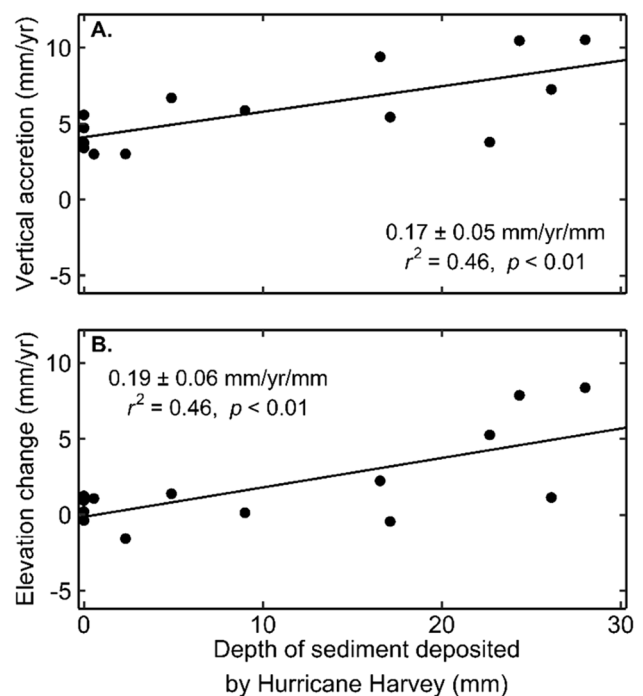 A.
Vertical accretion (mm/yr)
10
5
0
-5
0.17 ± 0.05 mm/yr/mm
r² = 0.46, p < 0.01
B.
Elevation change (mm/yr)
10
5
0
-5
0.19 ± 0.06 mm/yr/mm
r² = 0.46, p < 0.01
0 10 20 30
Depth of sediment deposited
by Hurricane Harvey (mm)